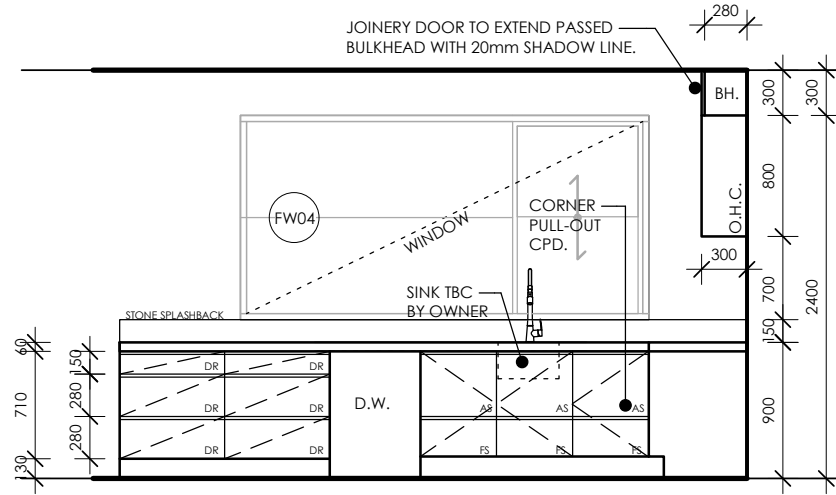 280
JOINERY DOOR TO EXTEND PASSED
BULKHEAD WITH 20mm SHADOW LINE.
BH.
300
300
800
O.H.C.
CORNER
PULL-OUT
CPD.
FW04
WINDOW
300
SINK TBC
BY OWNER
700
2400
STONE SPLASHBACK
150
60
150
DR
DR
D.W.
710
280
DR
DR
AS
AS
AS
900
280
DR
DR
FS
FS
FS
130